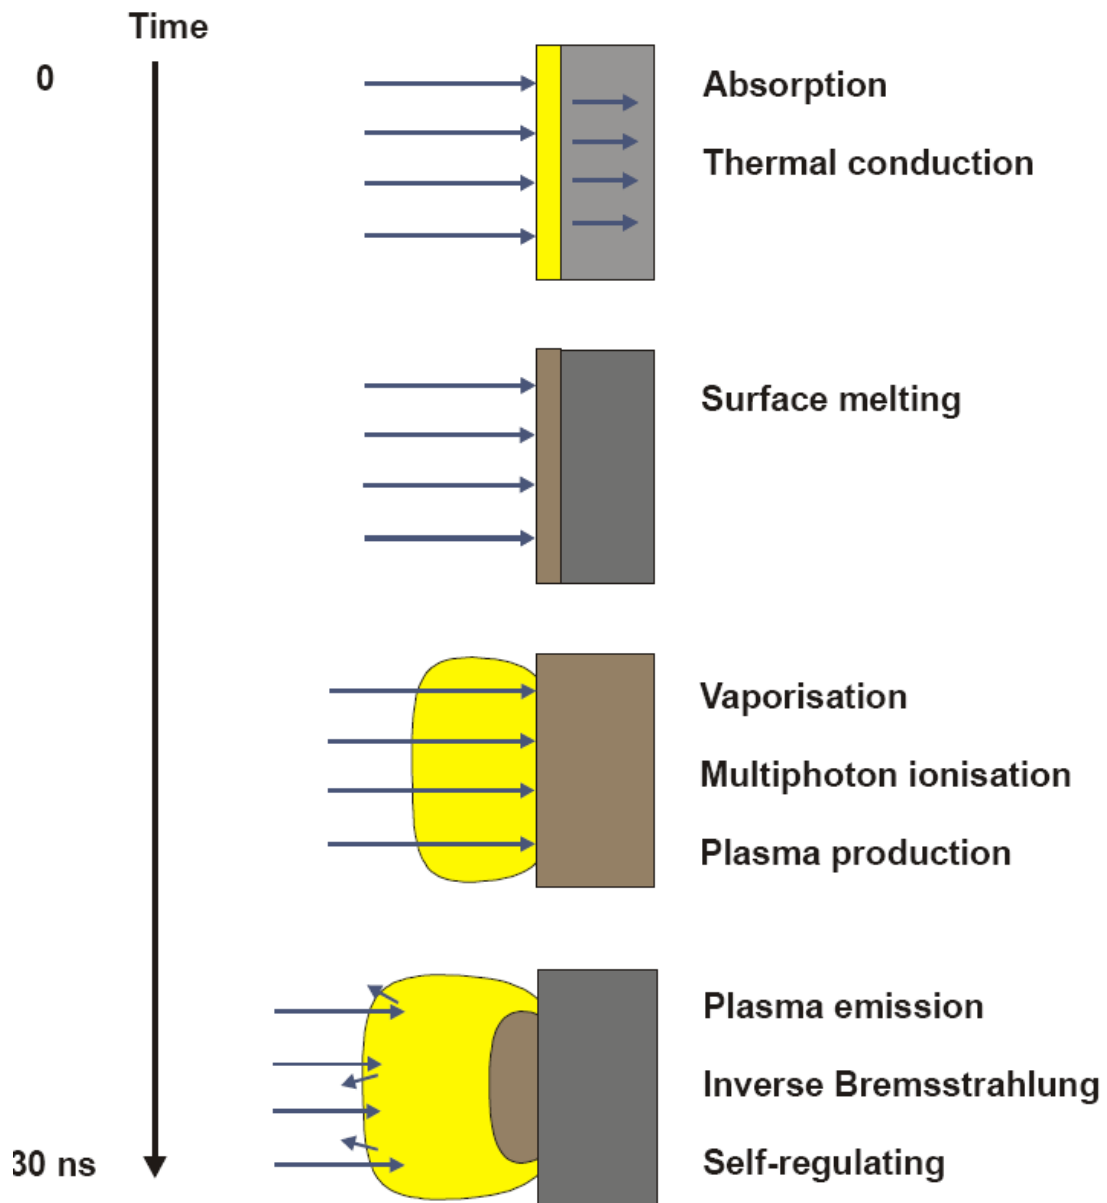 Time
0
Absorption
Thermal conduction
Surface melting
Vaporisation
Multiphoton ionisation
Plasma production
Plasma emission
Inverse Bremsstrahlung
Self-regulating
30 ns